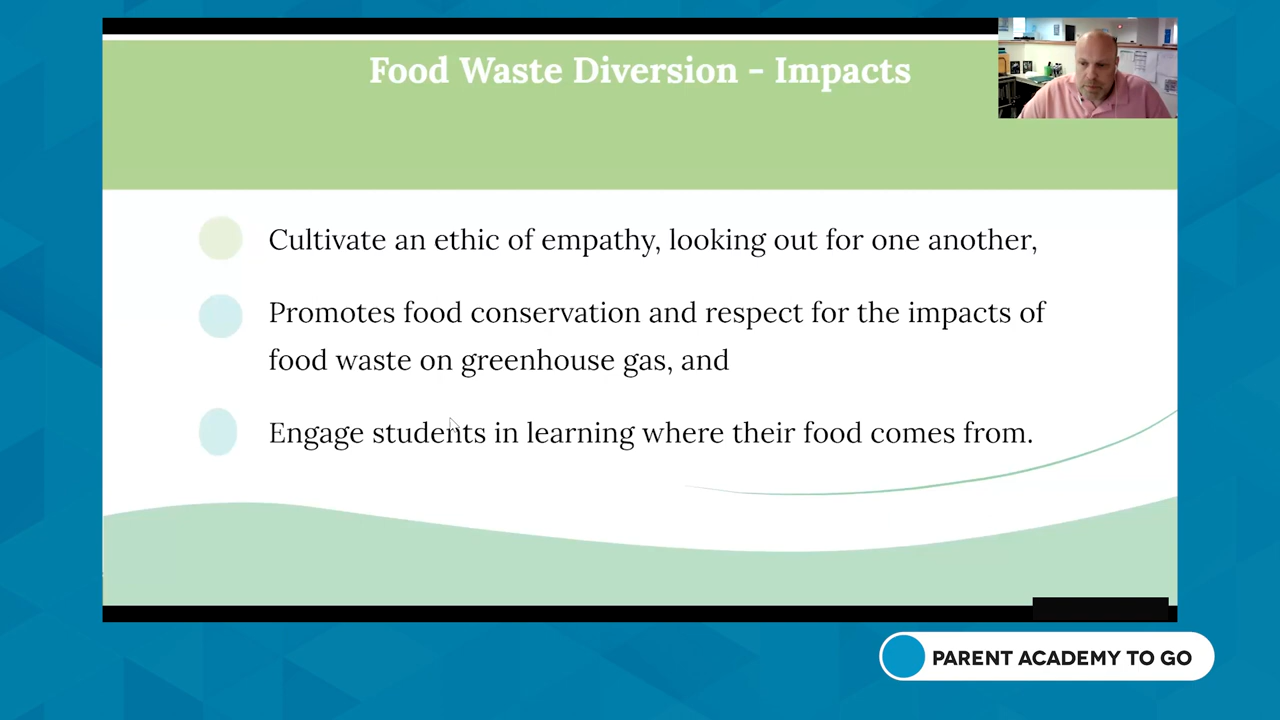 Food Waste Diversion - Impacts
Cultivate an ethic of empathy, looking out for one another,
Promotes food conservation and respect for the impacts of
food waste on greenhouse gas, and
Engage students in learning where their food comes from.
PARENT ACADEMY TO GO